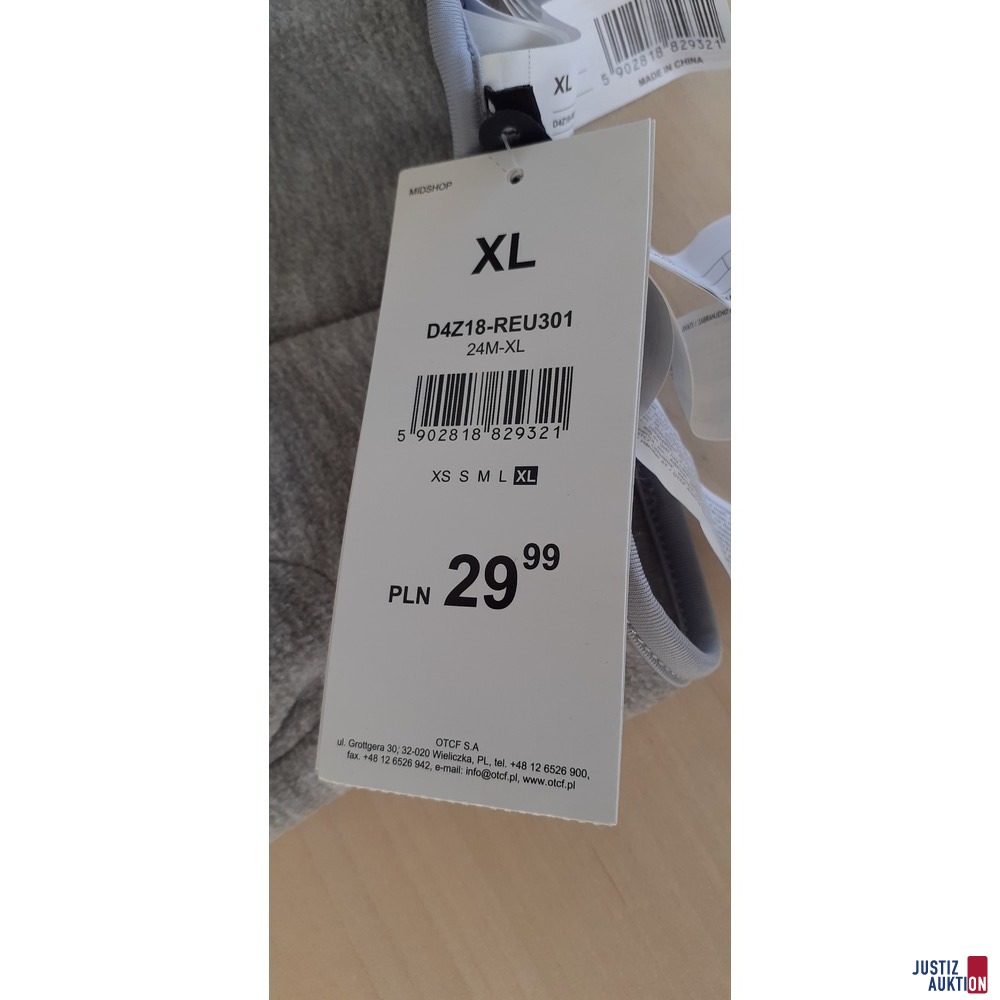 XL
5 902818 829321
MADE IN CHINA
MIDSHOP
XL
D4Z18-REU301
24M-XL
5 902818 829321
XS S M L XL
PLN 29 99
OTCF S.A
ul. Grottgera 30, 32-020 Wieliczka, PL, tel. +48 12 6526 900,
fax. +48 12 6526 942, e-mail: info@otcf.pl, www.otcf.pl
JUSTIZ
AUKTION